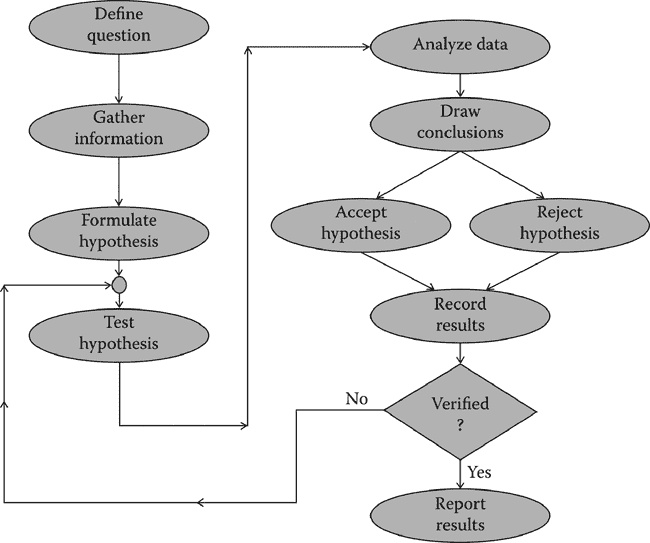 Define
question
Gather
information
Formulate
hypothesis
Test
hypothesis
Analyze data
Draw
conclusions
Accept
hypothesis
Reject
hypothesis
Record
results
Verified
?
No
Yes
Report
results